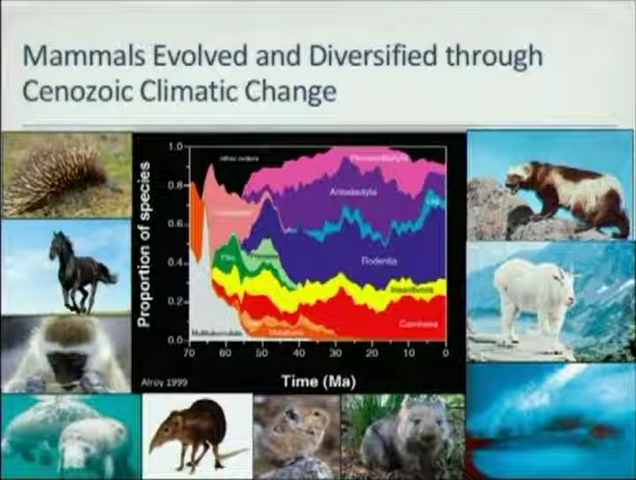 Mammals Evolved and Diversified through
Cenozoic Climatic Change
Proportion of species
1.0
0.8
0.6
0.4
0.2
0.0
other orders
Perissodactyla
Artiodactyla
Rodentia
Insectivora
Carnivora
Multituberculata
70
60
50
40
30
20
10
0
Alroy 1999
Time (Ma)